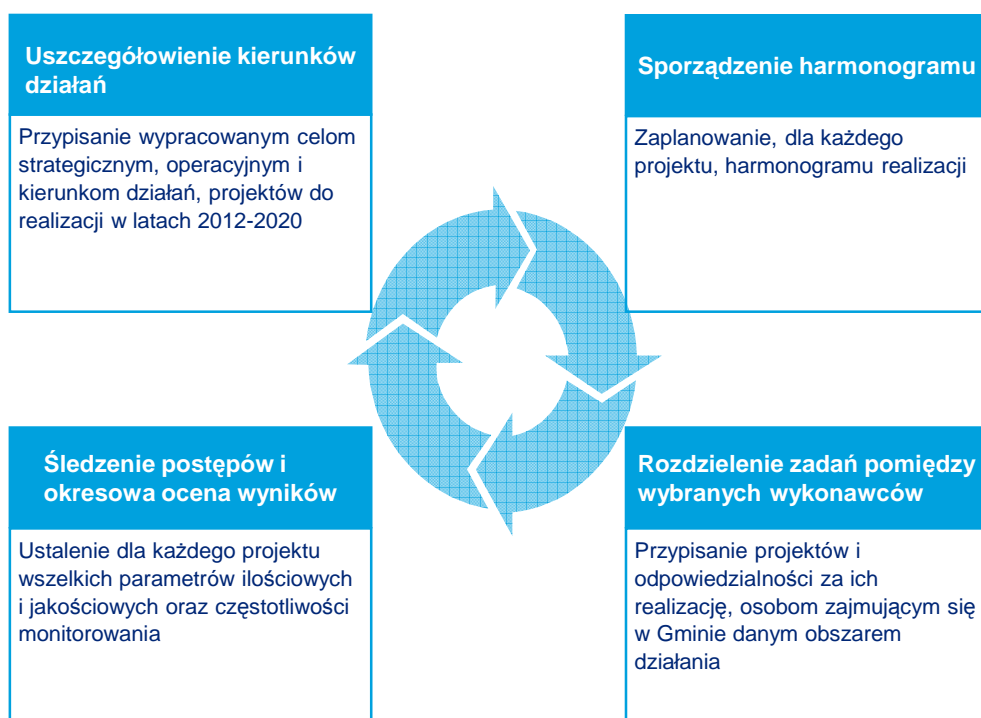 Uszczegółowienie kierunków
działań
Przypisanie wypracowanym celom
strategicznym, operacyjnym i
kierunkom działań, projektów do
realizacji w latach 2012-2020
Sporządzenie harmonogramu
Zaplanowanie, dla każdego
projektu, harmonogramu realizacji
Śledzenie postępów i
okresowa ocena wyników
Ustalenie dla każdego projektu
wszelkich parametrów ilościowych
i jakościowych oraz częstotliwości
monitorowania
Rozdzielenie zadań pomiędzy
wybranych wykonawców
Przypisanie projektów i
odpowiedzialności za ich
realizację, osobom zajmującym się
w Gminie danym obszarem
działania